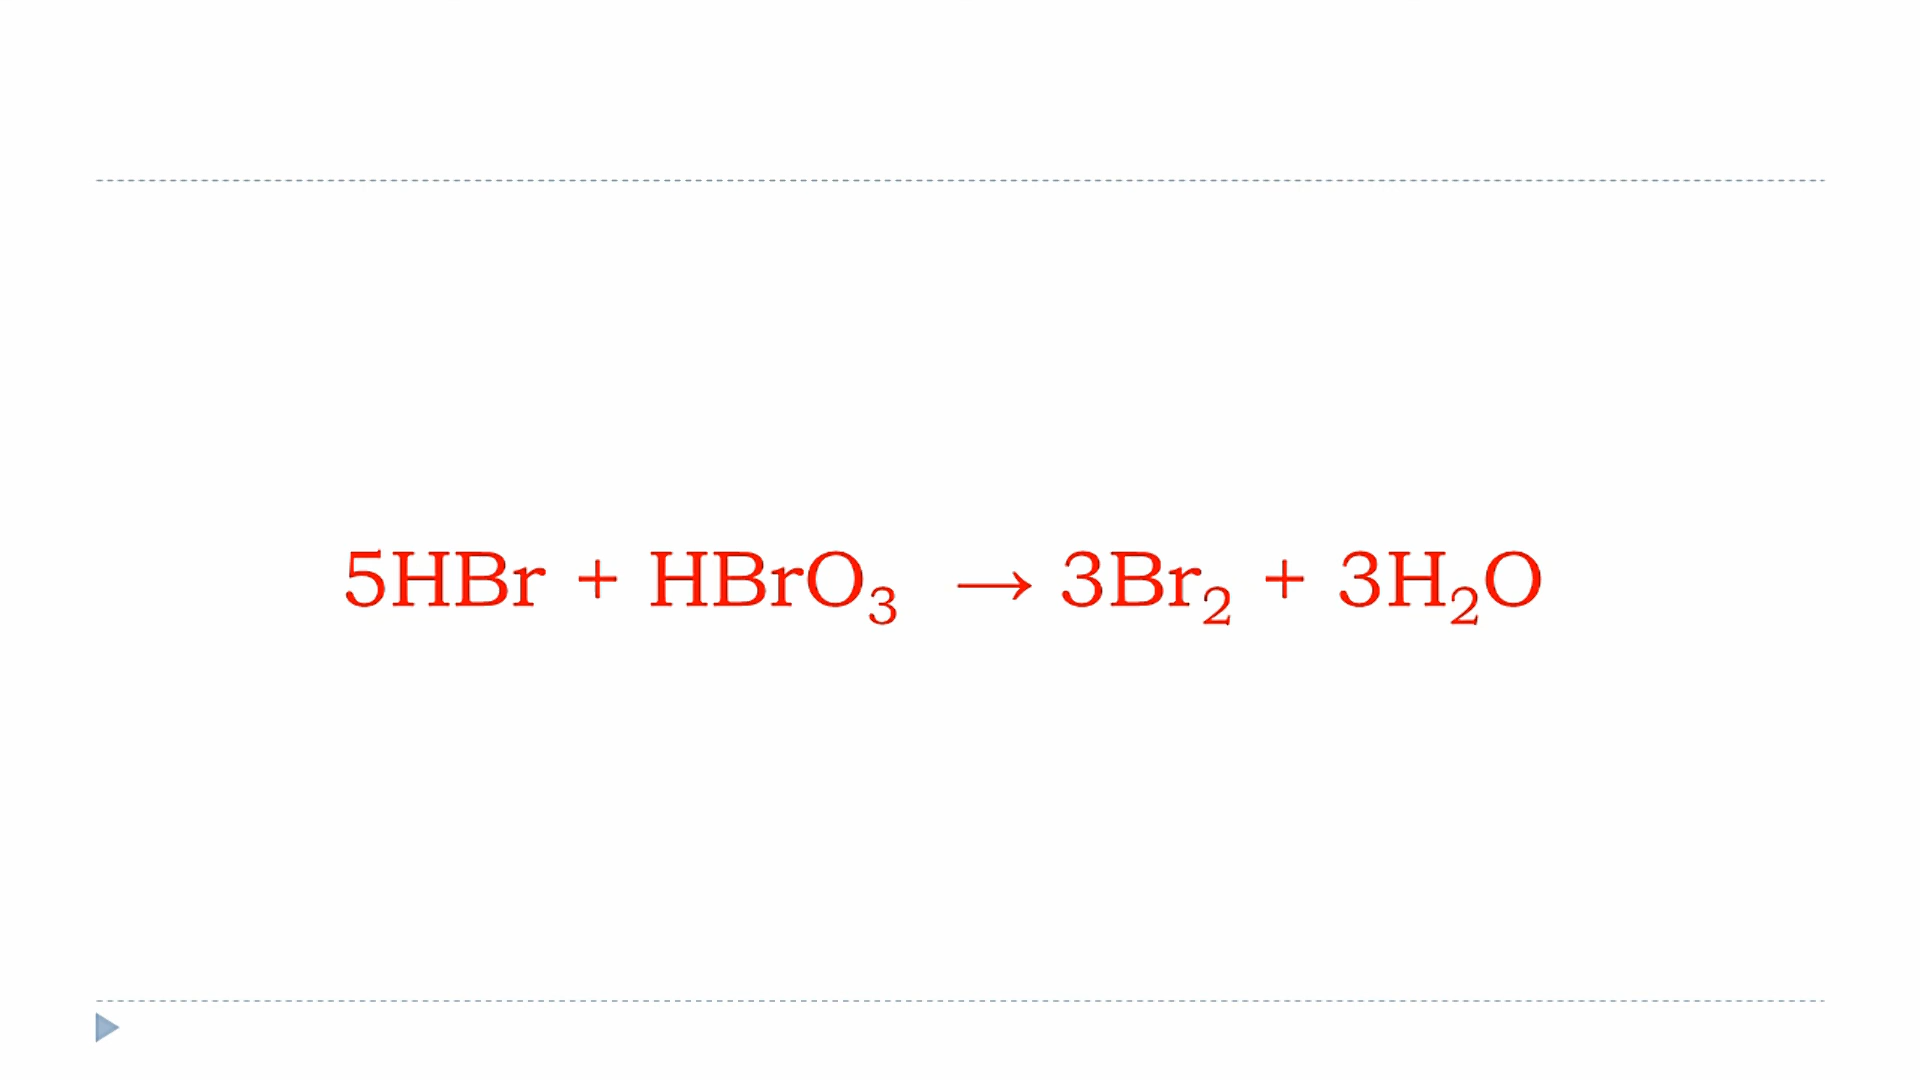 5HBr + HBrO₃ → 3Br₂ + 3H₂O